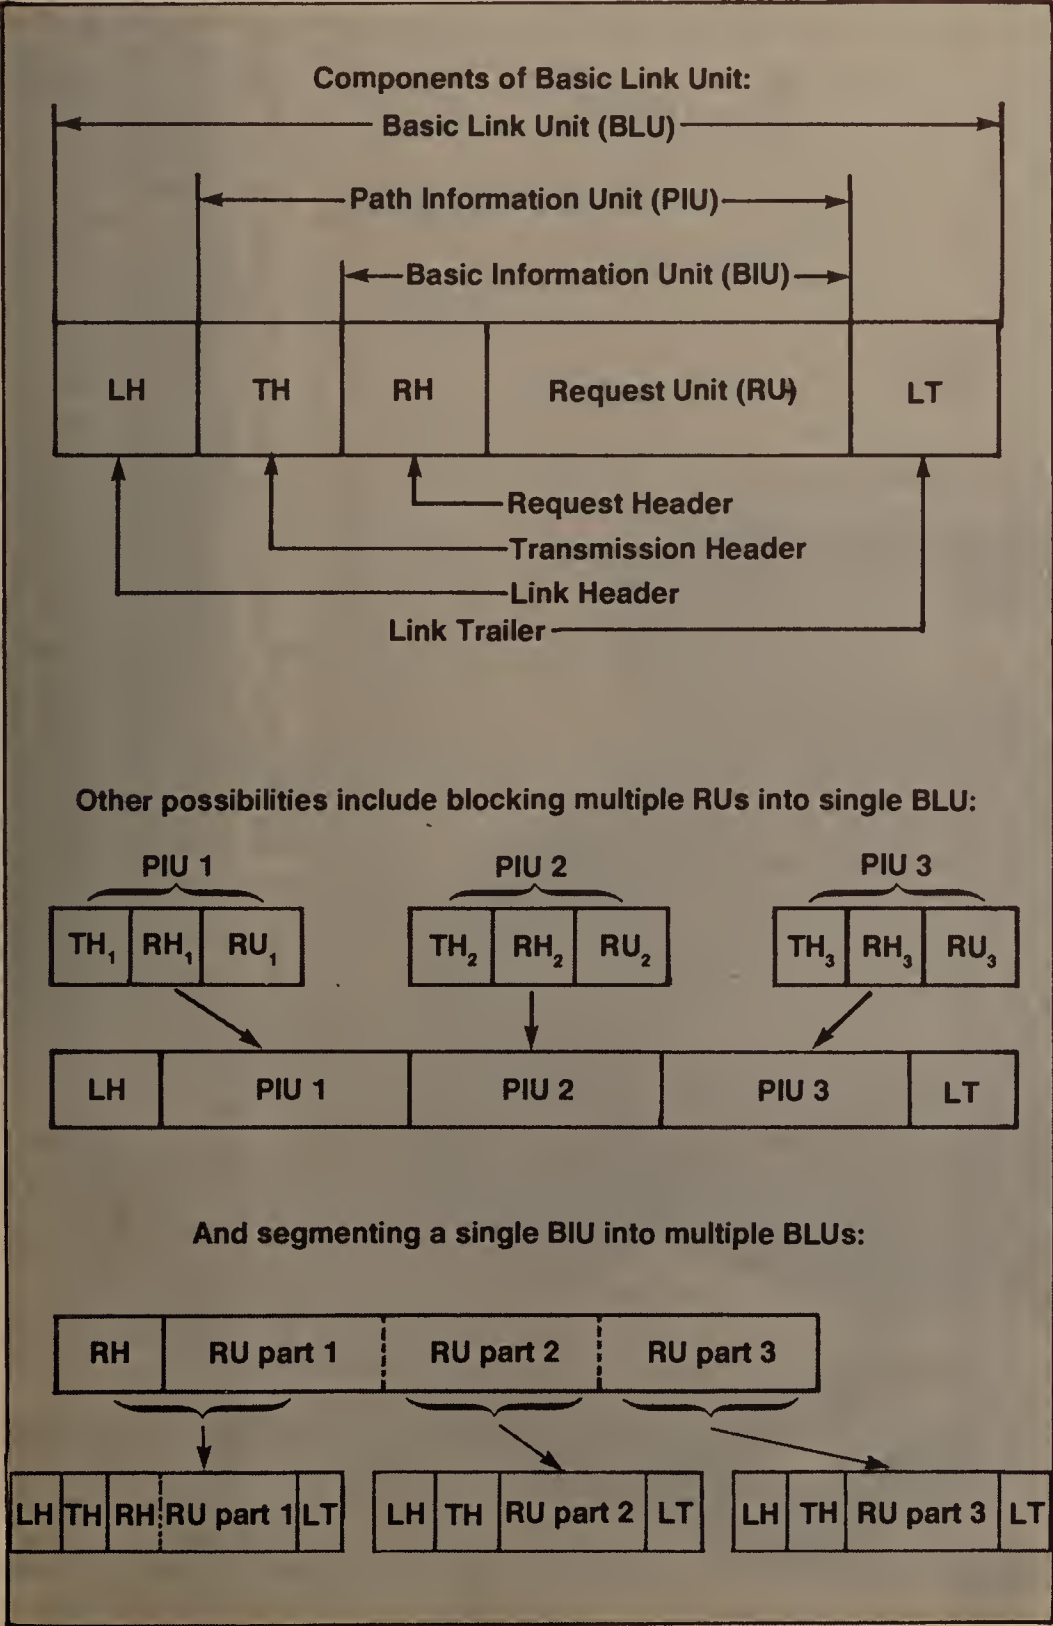 Components of Basic Link Unit:
Basic Link Unit (BLU)
Path Information Unit (PIU)
Basic Information Unit (BIU)
LH TH RH Request Unit (RU) LT
Request Header
Transmission Header
Link Header
Link Trailer
Other possibilities include blocking multiple RUs into single BLU:
PIU 1 PIU 2 PIU 3
TH₁ RH₁ RU₁ TH₂ RH₂ RU₂ TH₃ RH₃ RU₃
LH PIU 1 PIU 2 PIU 3 LT
And segmenting a single BIU into multiple BLUs:
RH RU part 1 RU part 2 RU part 3
LH TH RH RU part 1 LT LH TH RU part 2 LT LH TH RU part 3 LT